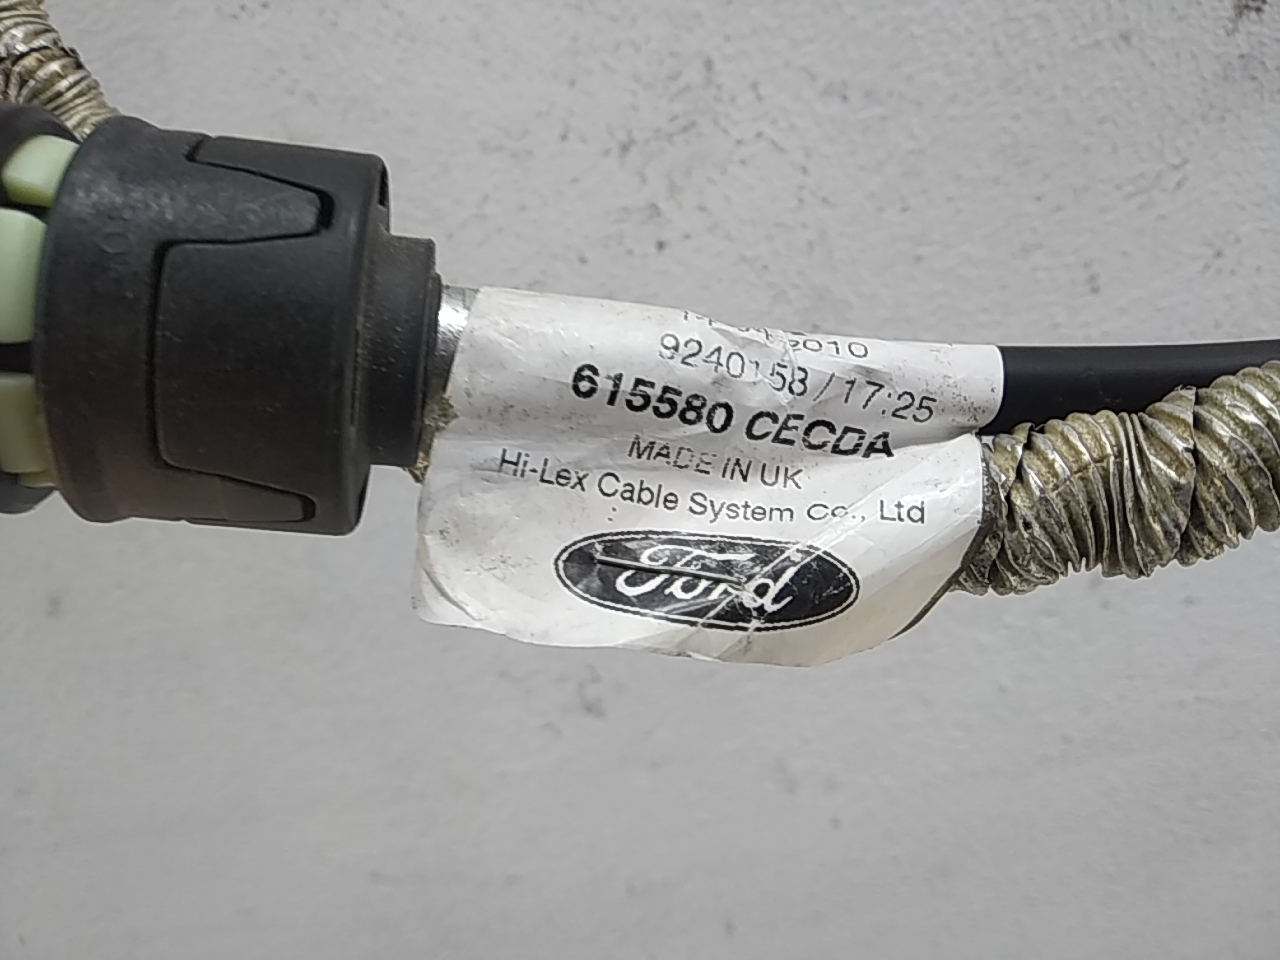 9240158 / 17:25
615580 CECDA
MADE IN UK
Hi-Lex Cable System Co., Ltd
Ford